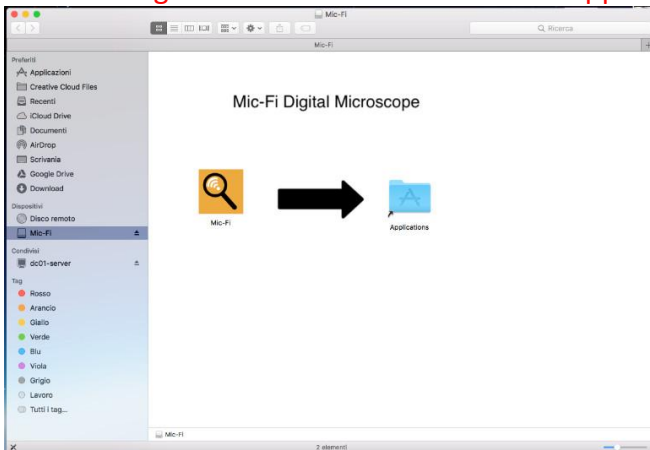 Mic-Fi
Q Ricerca
Mic-Fi
Preferiti
Applicazioni
Creative Cloud Files
Recenti
iCloud Drive
Documenti
AirDrop
Scrivania
Google Drive
Download
Dispositivi
Disco remoto
Mic-Fi
Condivisi
dc01-server
Tag
Rosso
Arancio
Giallo
Verde
Blu
Viola
Grigio
Lavoro
Tutti i tag...
Mic-Fi Digital Microscope
Mic-Fi
Applications
Mic-Fi
2 elementi